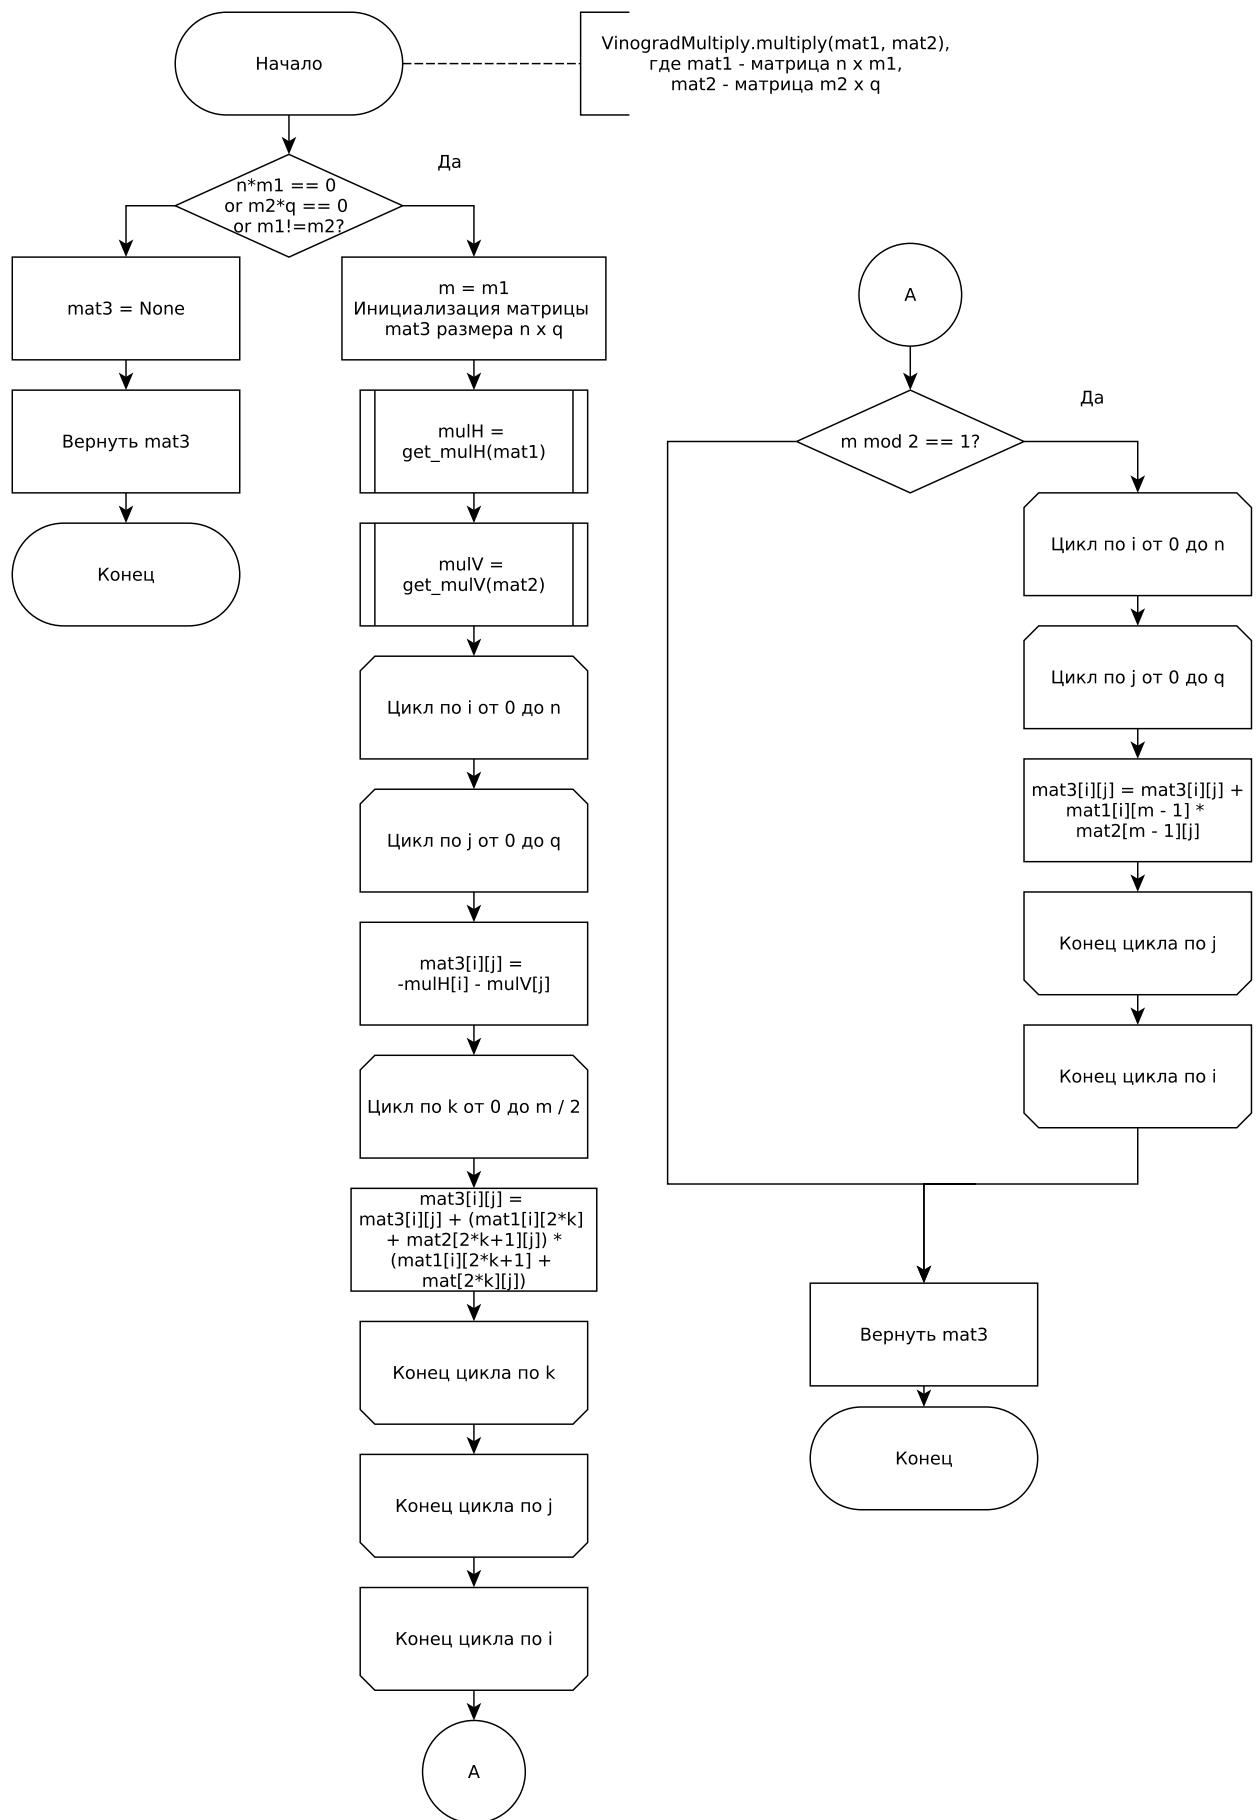 Начало
VinogradMultiply.multiply(mat1, mat2),
где mat1 - матрица n x m1,
mat2 - матрица m2 x q
Да
n*m1 == 0
or m2*q == 0
or m1!=m2?
mat3 = None
Вернуть mat3
Конец
m = m1
Инициализация матрицы
mat3 размера n x q
mulH =
get_mulH(mat1)
mulV =
get_mulV(mat2)
Цикл по i от 0 до n
Цикл по j от 0 до q
mat3[i][j] =
-mulH[i] - mulV[j]
Цикл по k от 0 до m / 2
mat3[i][j] =
mat3[i][j] + (mat1[i][2*k]
+ mat2[2*k+1][j]) *
(mat1[i][2*k+1] +
mat[2*k][j])
Конец цикла по k
Конец цикла по j
Конец цикла по i
A
A
Да
m mod 2 == 1?
Цикл по i от 0 до n
Цикл по j от 0 до q
mat3[i][j] = mat3[i][j] +
mat1[i][m - 1] *
mat2[m - 1][j]
Конец цикла по j
Конец цикла по i
Вернуть mat3
Конец